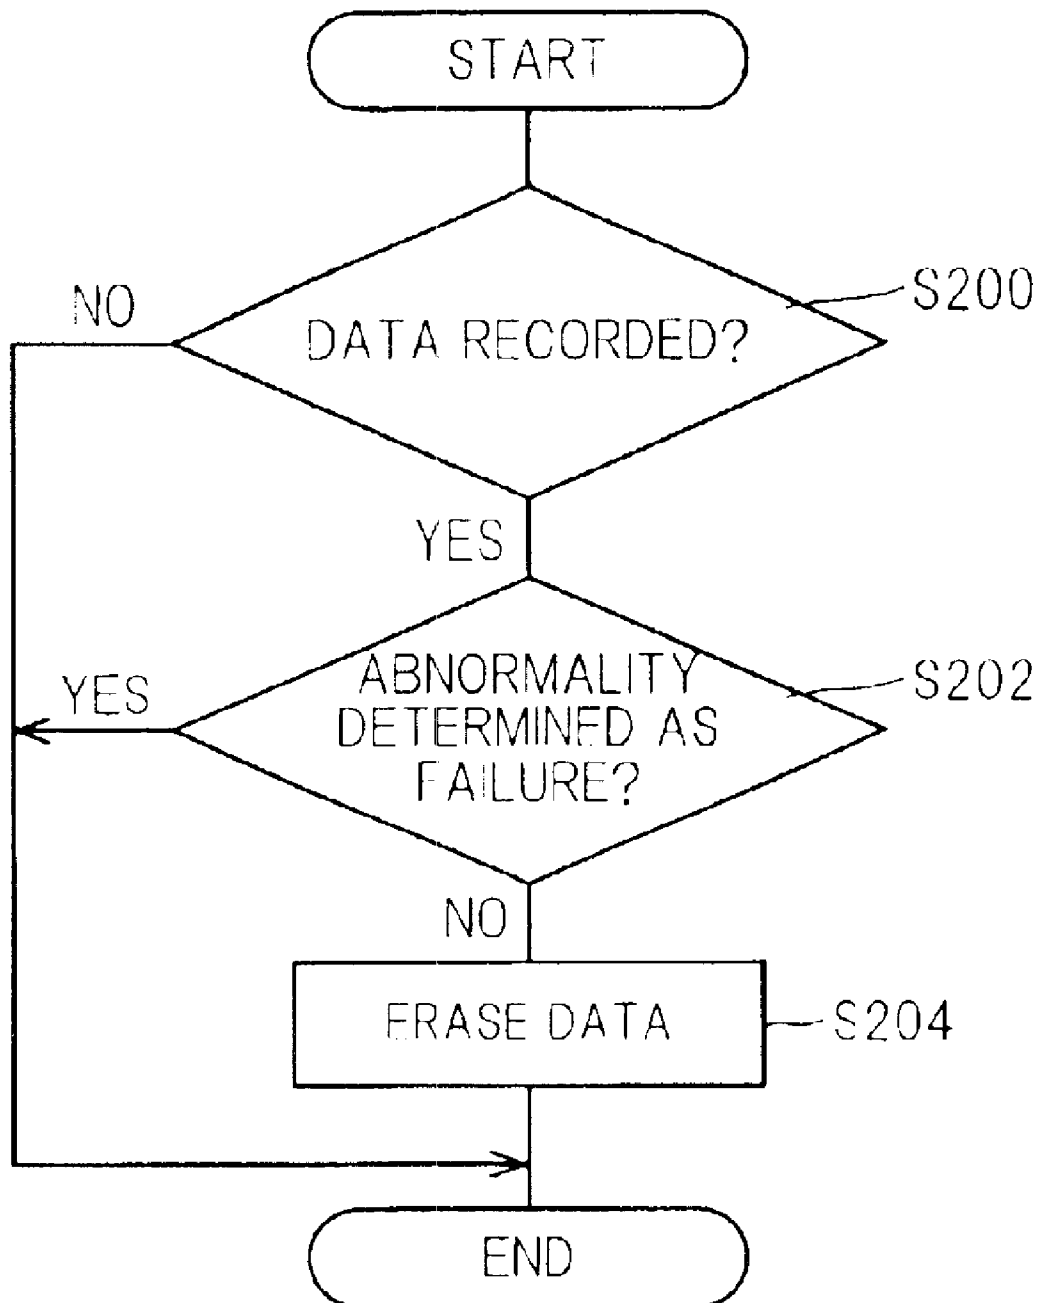 START
S200
NO
DATA RECORDED?
YES
ABNORMALITY
DETERMINED AS
FAILURE?
S202
YES
NO
ERASE DATA
S204
END